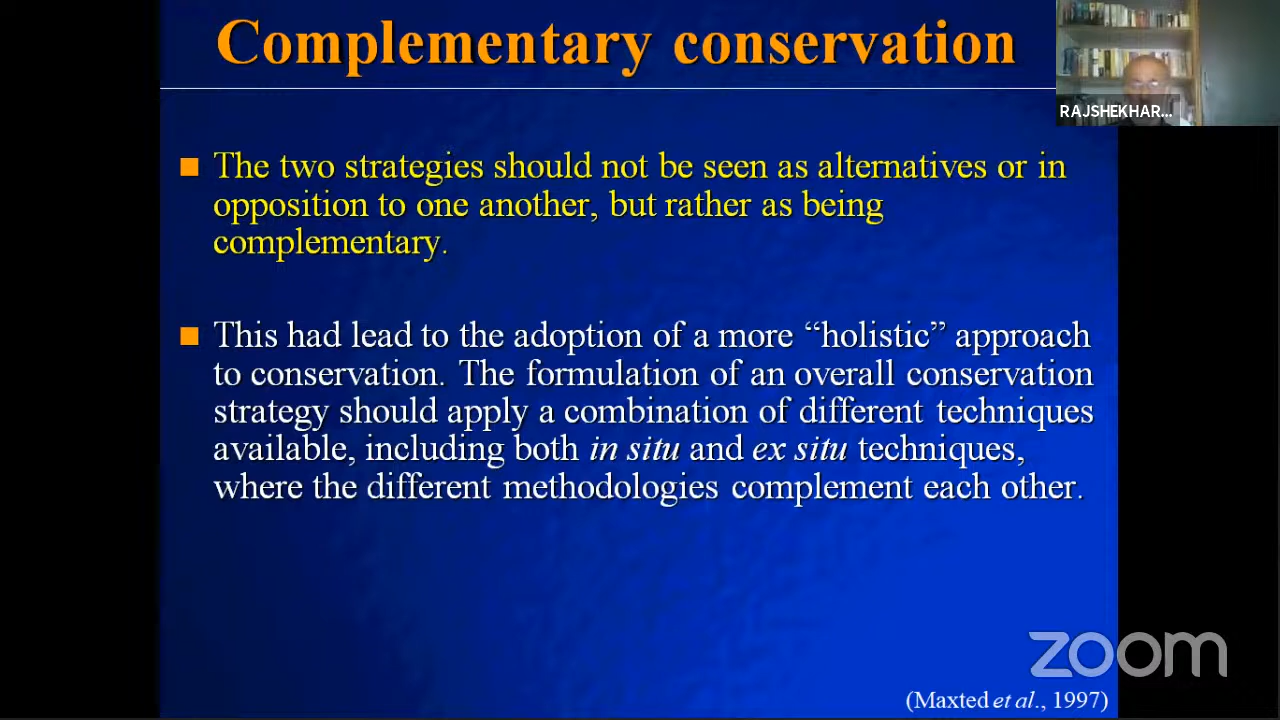 Complementary conservation
RAJSHEKHAR...
The two strategies should not be seen as alternatives or in
opposition to one another, but rather as being
complementary.
This had lead to the adoption of a more “holistic” approach
to conservation. The formulation of an overall conservation
strategy should apply a combination of different techniques
available, including both in situ and ex situ techniques,
where the different methodologies complement each other.
zoom
(Maxted et al., 1997)